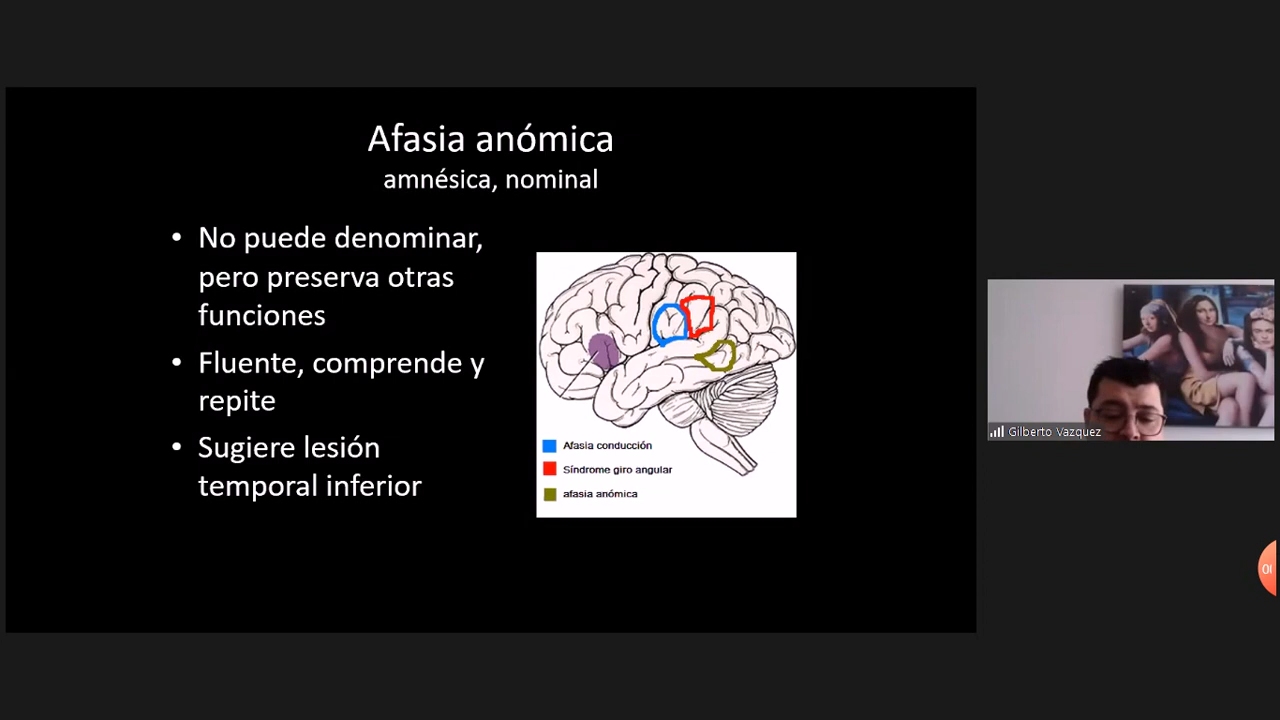 Afasia anómica
amnésica, nominal
• No puede denominar,
pero preserva otras
funciones
• Fluente, comprende y
repite
• Sugiere lesión
temporal inferior
Afasia conducción
Síndrome giro angular
afasia anómica
Gilberto Vazquez